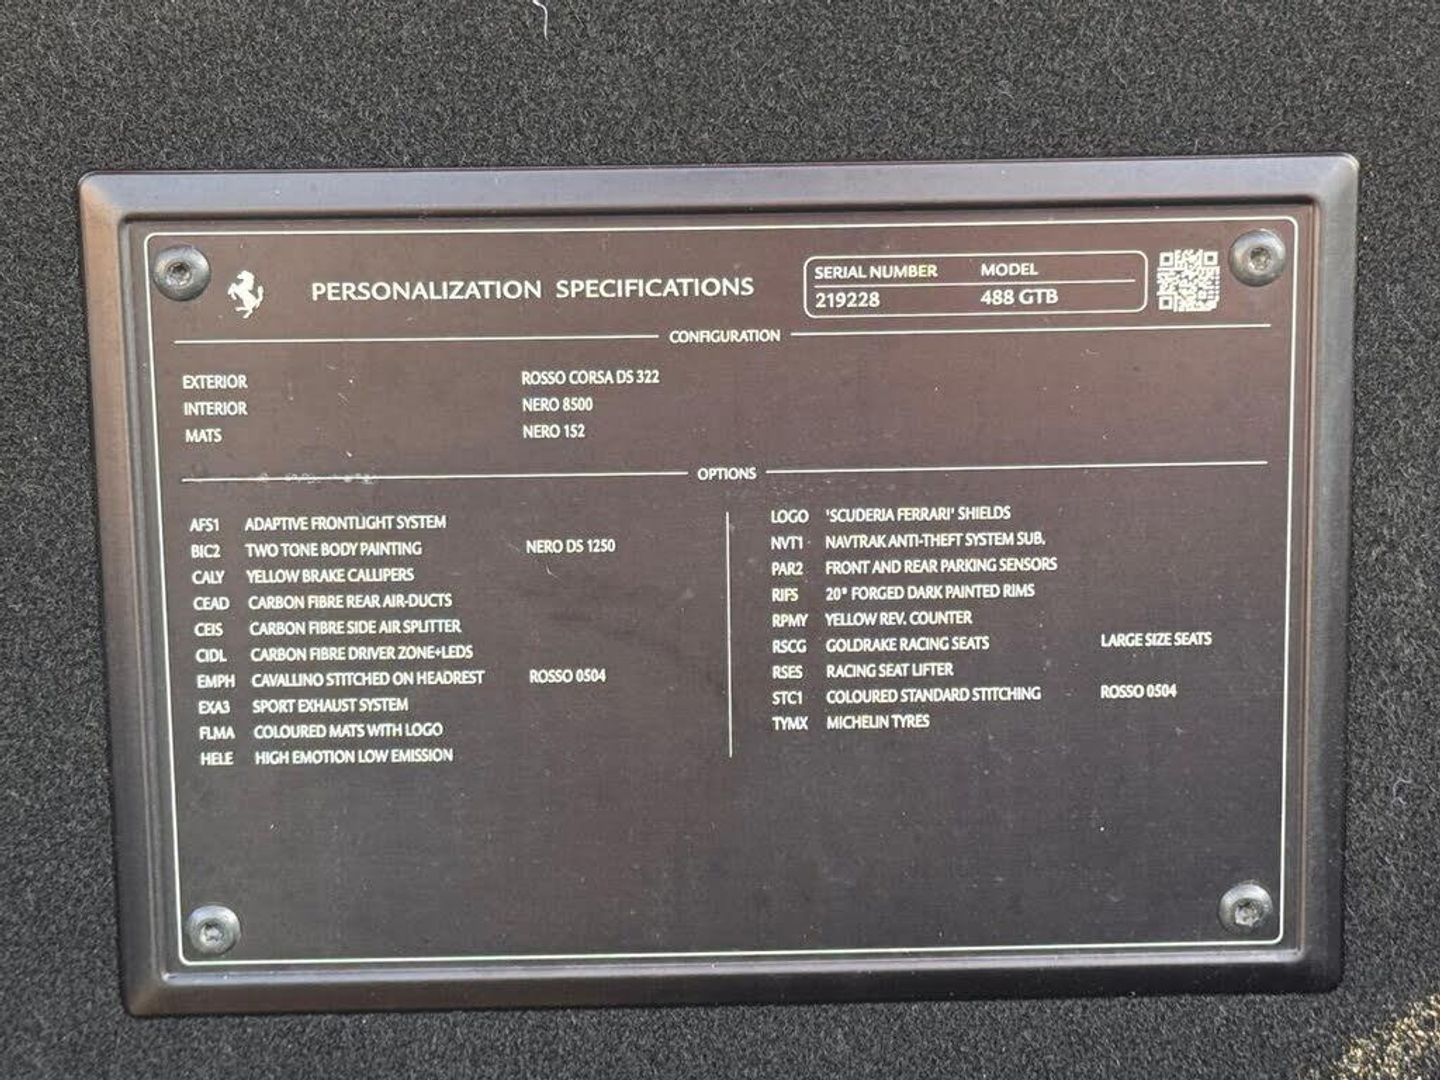 PERSONALIZATION SPECIFICATIONS
SERIAL NUMBER MODEL
219228 488 GTB
CONFIGURATION
EXTERIOR ROSSO CORSA DS 322
INTERIOR NERO 8500
MATS NERO 152
OPTIONS
AFS1 ADAPTIVE FRONTLIGHT SYSTEM
BIC2 TWO TONE BODY PAINTING NERO DS 1250
CALY YELLOW BRAKE CALLIPERS
CEAD CARBON FIBRE REAR AIR-DUCTS
CEIS CARBON FIBRE SIDE AIR SPLITTER
CIDL CARBON FIBRE DRIVER ZONE+LEDS
EMPH CAVALLINO STITCHED ON HEADREST ROSSO 0504
EXA3 SPORT EXHAUST SYSTEM
FLMA COLOURED MATS WITH LOGO
HELE HIGH EMOTION LOW EMISSION
LOGO 'SCUDERIA FERRARI' SHIELDS
NVT1 NAVTRAK ANTI-THEFT SYSTEM SUB.
PAR2 FRONT AND REAR PARKING SENSORS
RIFS 20" FORGED DARK PAINTED RIMS
RPMY YELLOW REV. COUNTER
RSCG GOLDRAKE RACING SEATS LARGE SIZE SEATS
RSES RACING SEAT LIFTER
STC1 COLOURED STANDARD STITCHING ROSSO 0504
TYMX MICHELIN TYRES